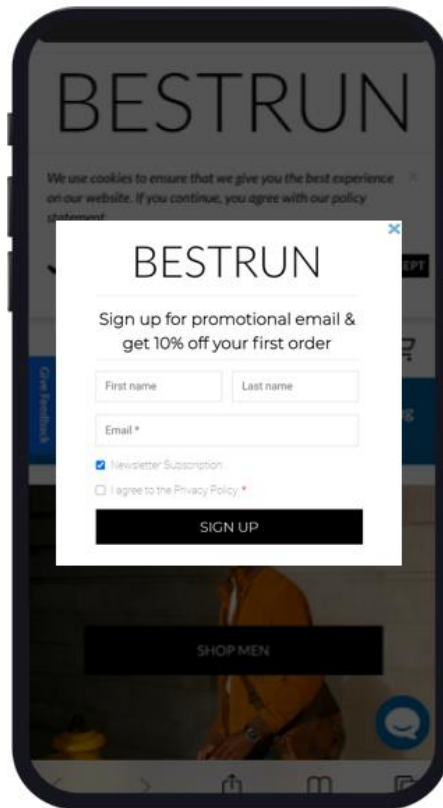 BESTRUN
We use cookies to ensure that we give you the best experience
on our website. If you continue, you agree with our policy
statement.
EPT
BESTRUN
Sign up for promotional email &
get 10% off your first order
First name Last name
Email *
Newsletter Subscription
I agree to the Privacy Policy *
SIGN UP
Give Feedback
SHOP MEN